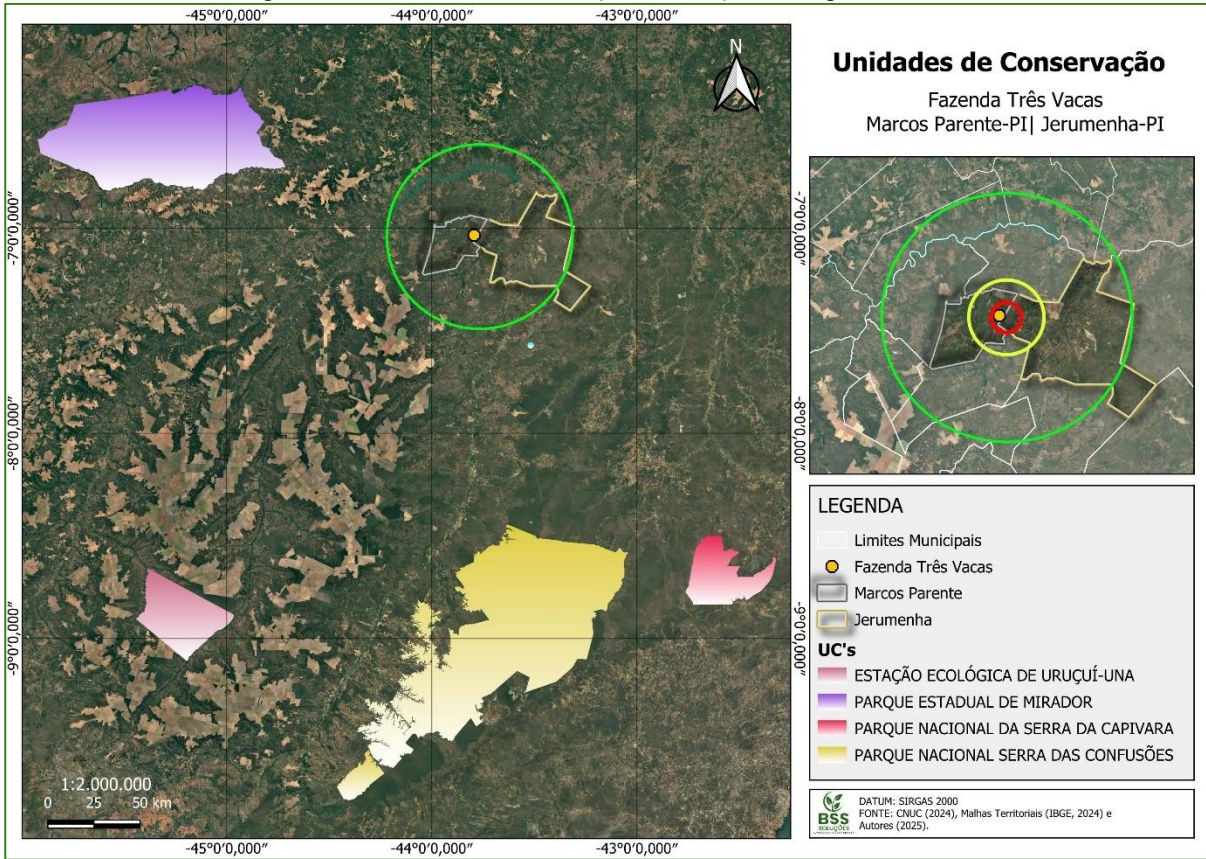 -45°0'0,000"
-44°0'0,000"
-43°0'0,000"
N
-7°0'0,000"
-8°0'0,000"
-9°0'0,000"
-7°0'0,000"
-8°0'0,000"
-9°0'0,000"
1:2.000.000
0 25 50 km
-45°0'0,000"
-44°0'0,000"
-43°0'0,000"
Unidades de Conservação
Fazenda Três Vacas
Marcos Parente-PI| Jerumenha-PI
LEGENDA
Limites Municipais
Fazenda Três Vacas
Marcos Parente
Jerumenha
UC's
ESTAÇÃO ECOLÓGICA DE URUÇUÍ-UNA
PARQUE ESTADUAL DE MIRADOR
PARQUE NACIONAL DA SERRA DA CAPIVARA
PARQUE NACIONAL SERRA DAS CONFUSÕES
BSS
SOLUÇÕES
DATUM: SIRGAS 2000
FONTE: CNUC (2024), Malhas Territoriais (IBGE, 2024) e
Autores (2025).